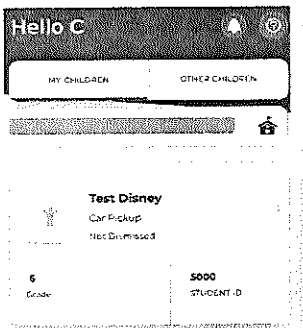 Hello C
MY CHILDREN
OTHER CHILDREN
Test Disney
Car Pickup
Not Dismissed
6
5000
Grade
STUDENT ID